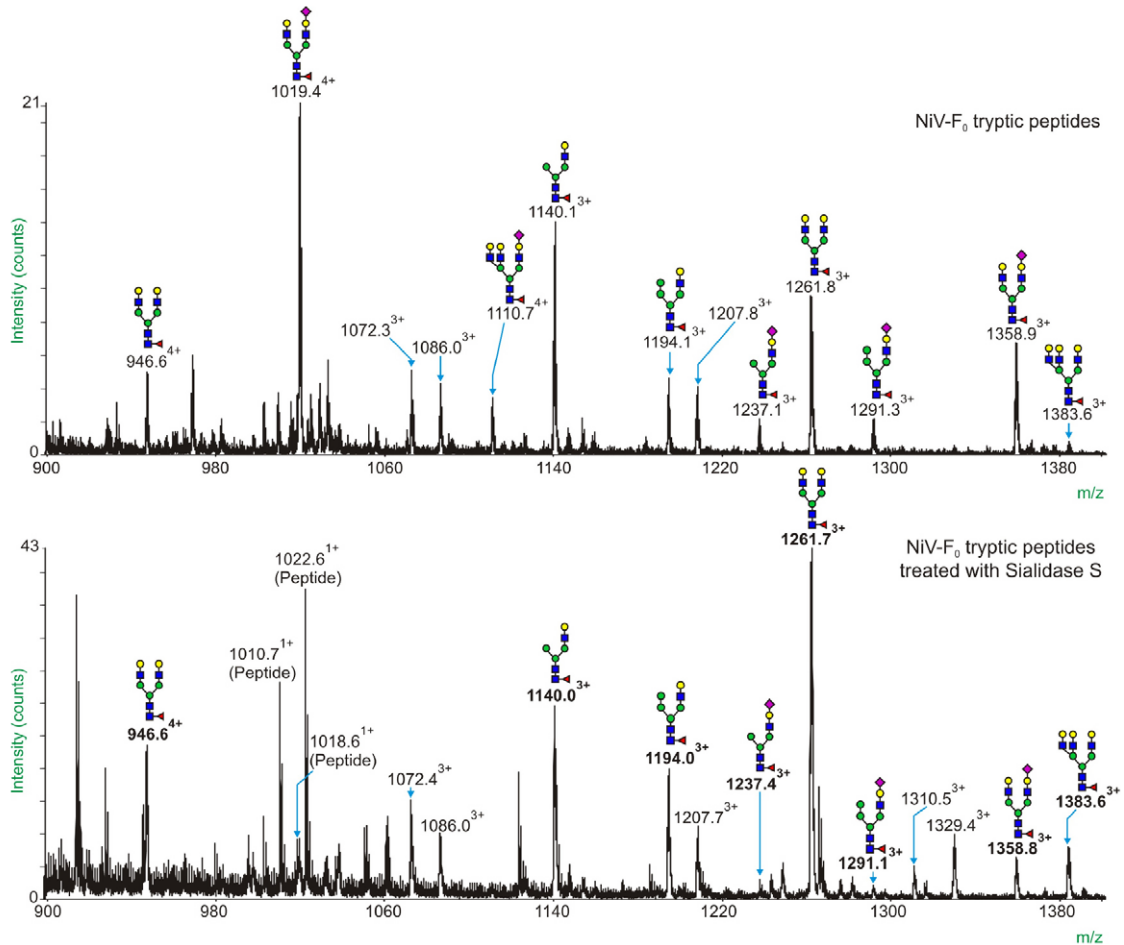 1019.4 4+
21
NiV-F0 tryptic peptides
1140.1 3+
1110.7 4+
1261.8 3+
1072.3 3+
1207.8 3+
1194.1 3+
1358.9 3+
946.6 4+
1086.0 3+
1237.1 3+
1291.3 3+
1383.6 3+
Intensity (counts)
0
900 980 1060 1140 1220 1300 1380
m/z
43
1261.7 3+
NiV-F0 tryptic peptides
treated with Sialidase S
1022.6 1+
(Peptide)
1010.7 1+
(Peptide)
1140.0 3+
946.6 4+
1018.6 1+
(Peptide)
1194.0 3+
1237.4 3+
1072.4 3+
1383.6 3+
1310.5 3+
1086.0 3+
1207.7 3+
1329.4 3+
1291.1 3+
1358.8 3+
Intensity (counts)
0
900 980 1060 1140 1220 1300 1380
m/z